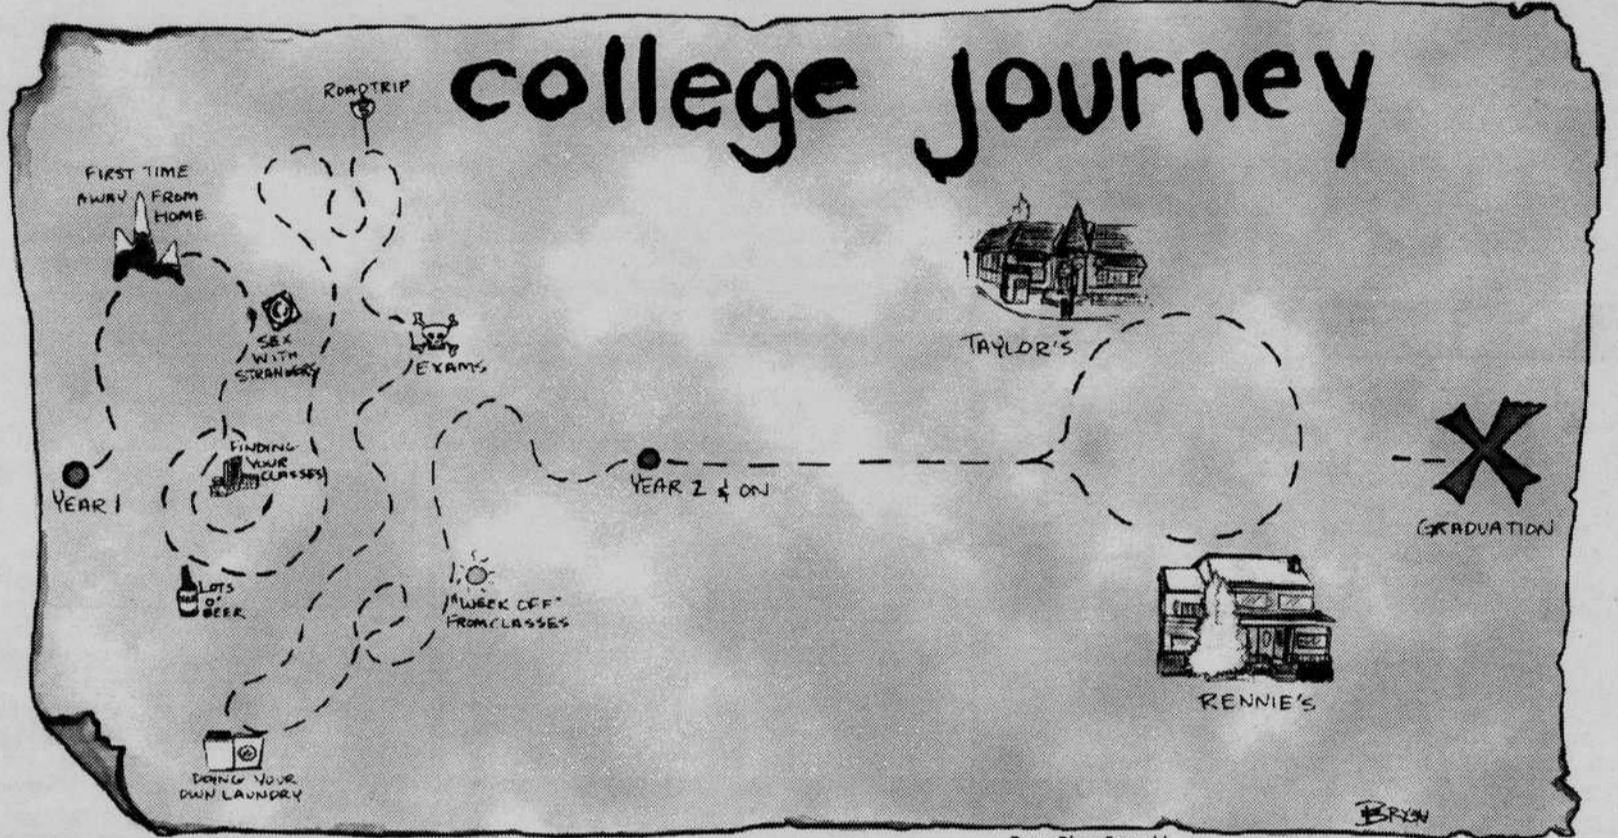 college journey
ROADTRIP
FIRST TIME
AWAY FROM
HOME
SEX
WITH
STRANGERS
EXAMS
FINDING
YOUR
CLASSES
YEAR 1
LOTS
O'
BEER
"WEEK OFF"
FROM CLASSES
DOING YOUR
OWN LAUNDRY
YEAR 2 & ON
TAYLOR'S
RENNIE'S
GRADUATION
BRYAN